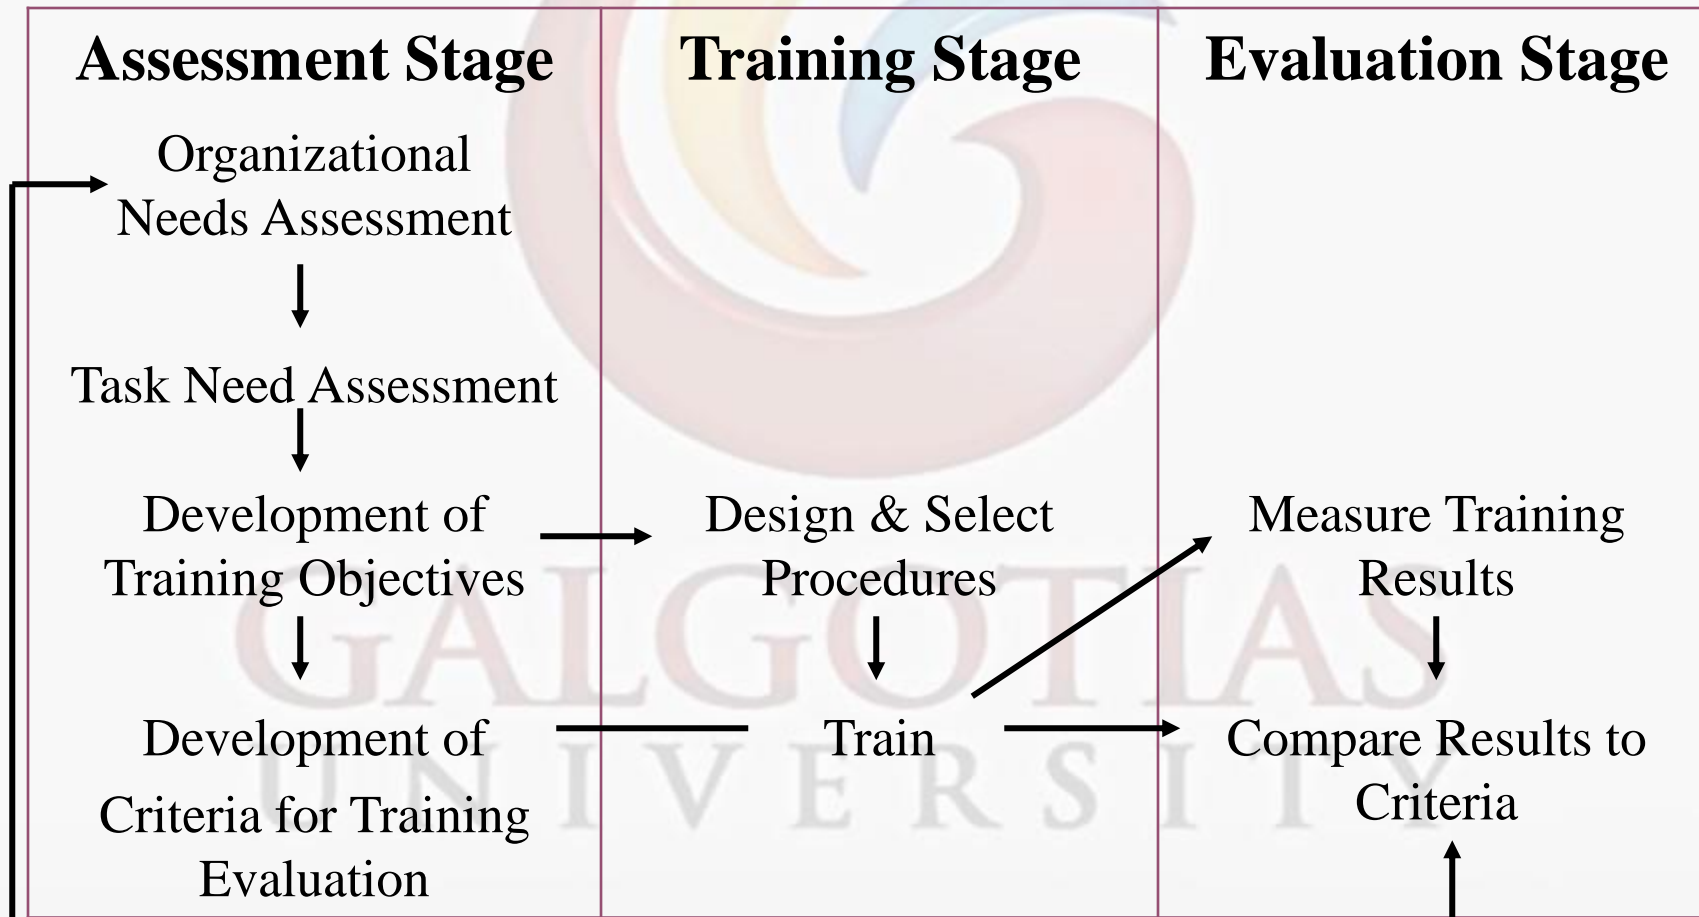 Assessment Stage
Training Stage
Evaluation Stage
Organizational
Needs Assessment
Task Need Assessment
Development of
Training Objectives
Development of
Criteria for Training
Evaluation
Design & Select
Procedures
Train
Measure Training
Results
Compare Results to
Criteria
GALGOTIAS
UNIVERSITY